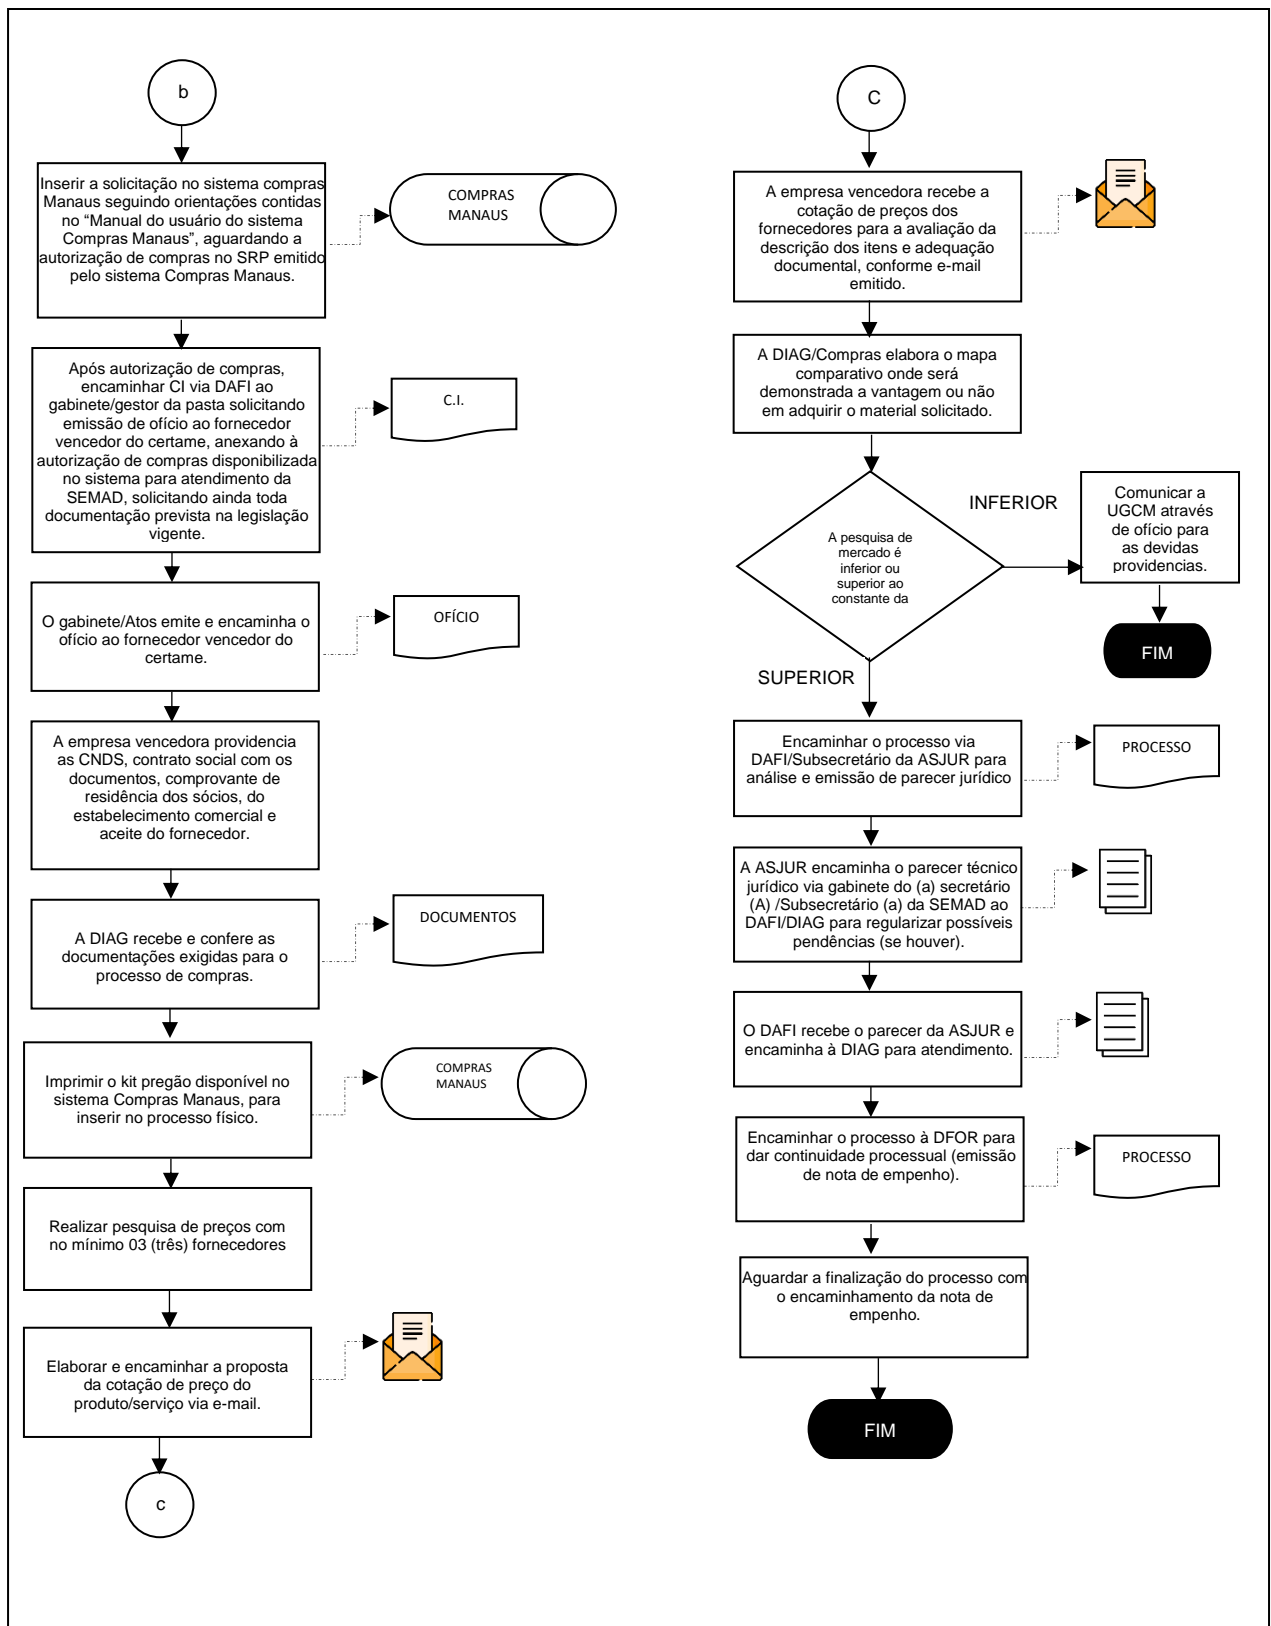 b
Inserir a solicitação no sistema compras
Manaus seguindo orientações contidas
no “Manual do usuário do sistema
Compras Manaus”, aguardando a
autorização de compras no SRP emitido
pelo sistema Compras Manaus.
COMPRAS
MANAUS
Após autorização de compras,
encaminhar CI via DAFI ao
gabinete/gestor da pasta solicitando
emissão de ofício ao fornecedor
vencedor do certame, anexando à
autorização de compras disponibilizada
no sistema para atendimento da
SEMAD, solicitando ainda toda
documentação prevista na legislação
vigente.
C.I.
O gabinete/Atos emite e encaminha o
ofício ao fornecedor vencedor do
certame.
OFÍCIO
A empresa vencedora providencia
as CNDS, contrato social com os
documentos, comprovante de
residência dos sócios, do
estabelecimento comercial e
aceite do fornecedor.
A DIAG recebe e confere as
documentações exigidas para o
processo de compras.
DOCUMENTOS
Imprimir o kit pregão disponível no
sistema Compras Manaus, para
inserir no processo físico.
COMPRAS
MANAUS
Realizar pesquisa de preços com
no mínimo 03 (três) fornecedores
Elaborar e encaminhar a proposta
da cotação de preço do
produto/serviço via e-mail.
c
C
A empresa vencedora recebe a
cotação de preços dos
fornecedores para a avaliação da
descrição dos itens e adequação
documental, conforme e-mail
emitido.
A DIAG/Compras elabora o mapa
comparativo onde será
demonstrada a vantagem ou não
em adquirir o material solicitado.
A pesquisa de
mercado é
inferior ou
superior ao
constante da
INFERIOR
Comunicar a
UGCM através
de ofício para
as devidas
providencias.
FIM
SUPERIOR
Encaminhar o processo via
DAFI/Subsecretário da ASJUR para
análise e emissão de parecer jurídico
PROCESSO
A ASJUR encaminha o parecer técnico
jurídico via gabinete do (a) secretário
(A) /Subsecretário (a) da SEMAD ao
DAFI/DIAG para regularizar possíveis
pendências (se houver).
O DAFI recebe o parecer da ASJUR e
encaminha à DIAG para atendimento.
Encaminhar o processo à DFOR para
dar continuidade processual (emissão
de nota de empenho).
PROCESSO
Aguardar a finalização do processo com
o encaminhamento da nota de
empenho.
FIM